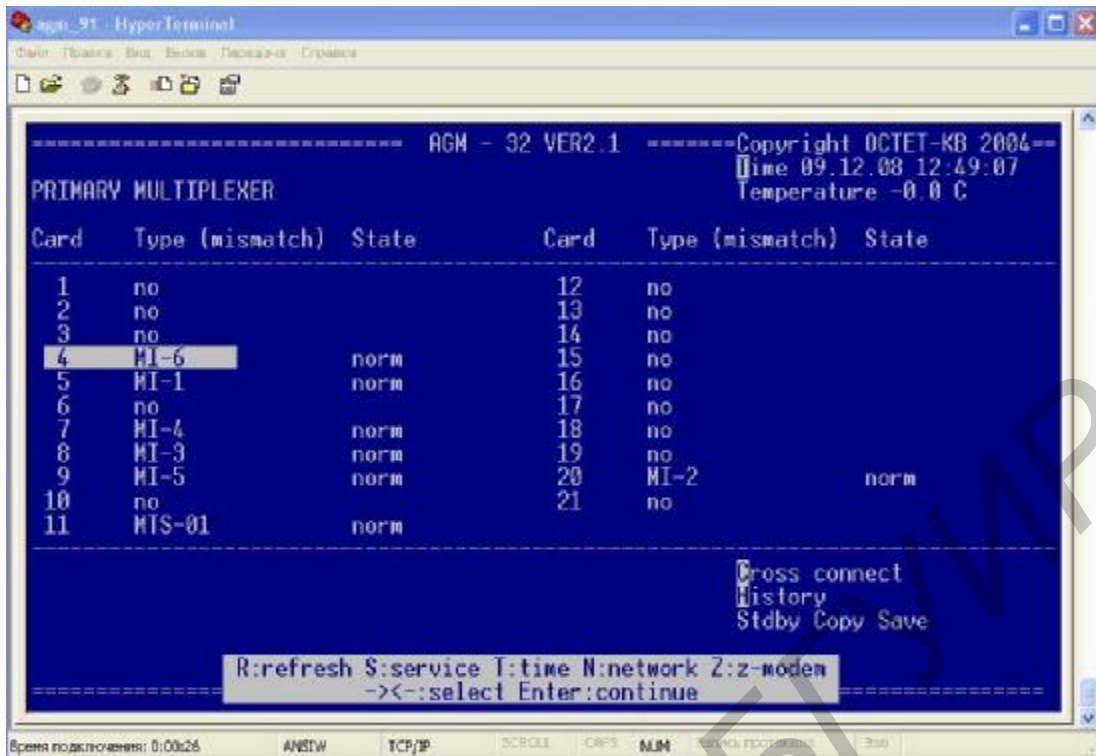 agm_91 - HyperTerminal
Файл Правка Вид Вызов Передача Справка
============================= AGM - 32 VER2.1 =======Copyright OCTET-KB 2004==
Time 09.12.08 12:49:07
PRIMARY MULTIPLEXER Temperature -0.0 C
Card Type (mismatch) State Card Type (mismatch) State
1 no 12 no
2 no 13 no
3 no 14 no
4 MI-6 norm 15 no
5 MI-1 norm 16 no
6 no 17 no
7 MI-4 norm 18 no
8 MI-3 norm 19 no
9 MI-5 norm 20 MI-2 norm
10 no 21 no
11 MTS-01 norm
Cross connect
History
Stdby Copy Save
R:refresh S:service T:time N:network Z:z-modem
-><-:select Enter:continue
Время подключения: 0:00:26 ANSIW TCP/IP SCROLL CAPS NUM Запись протокола Эхо
ГУИР